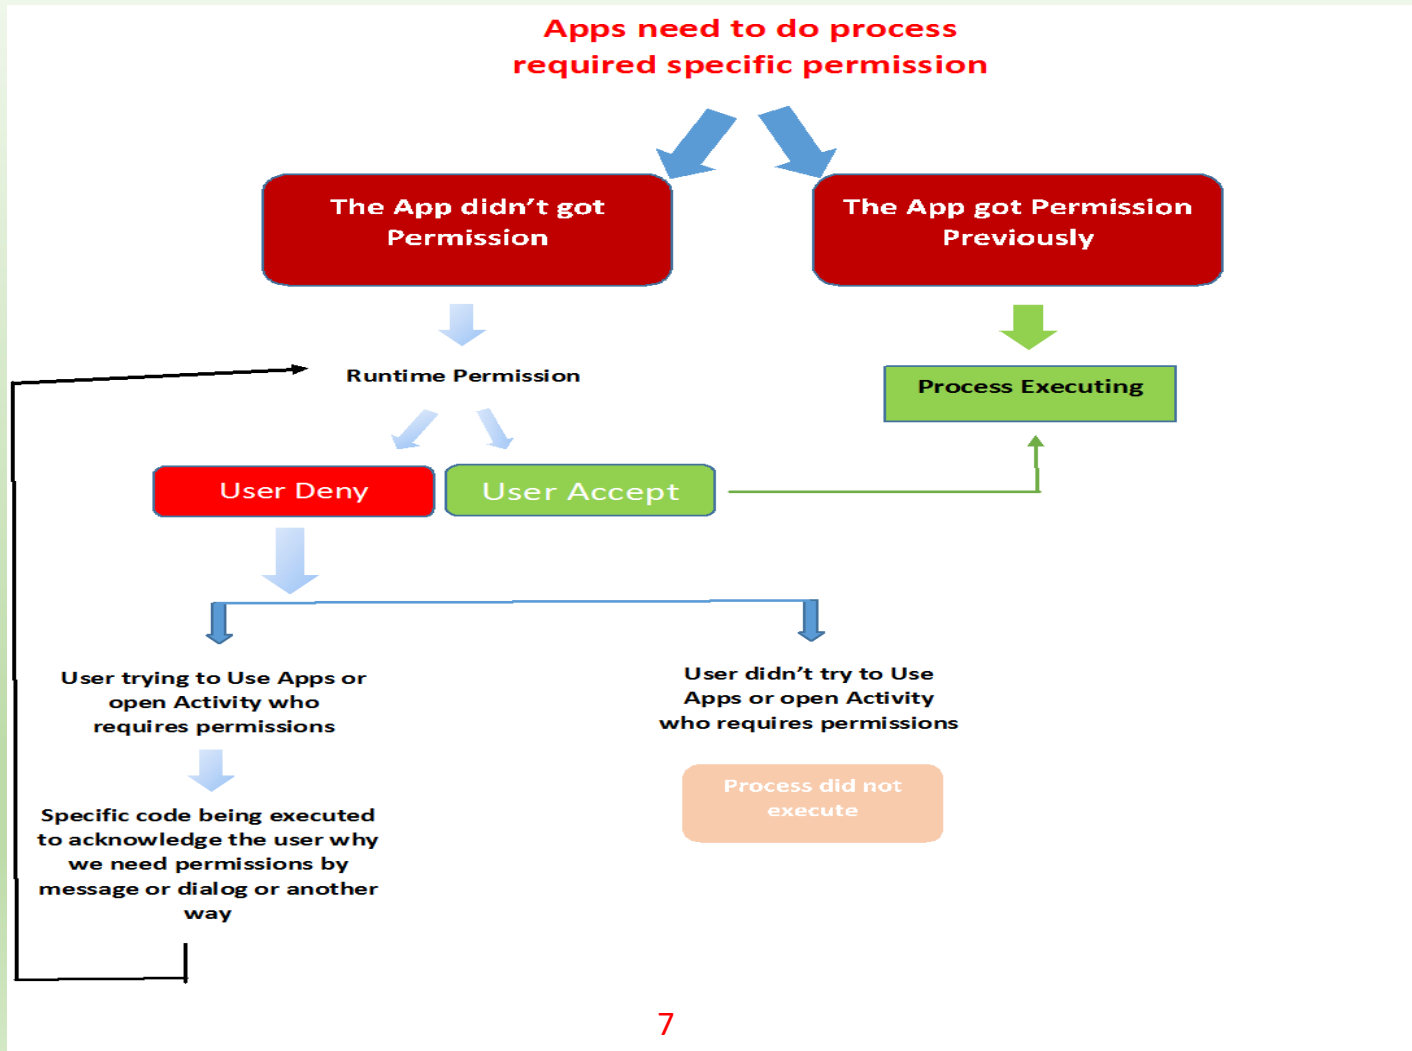 Apps need to do process
required specific permission
The App didn't got
Permission
The App got Permission
Previously
Runtime Permission
Process Executing
User Deny
User Accept
User trying to Use Apps or
open Activity who
requires permissions
User didn't try to Use
Apps or open Activity
who requires permissions
Process did not
execute
Specific code being executed
to acknowledge the user why
we need permissions by
message or dialog or another
way
7